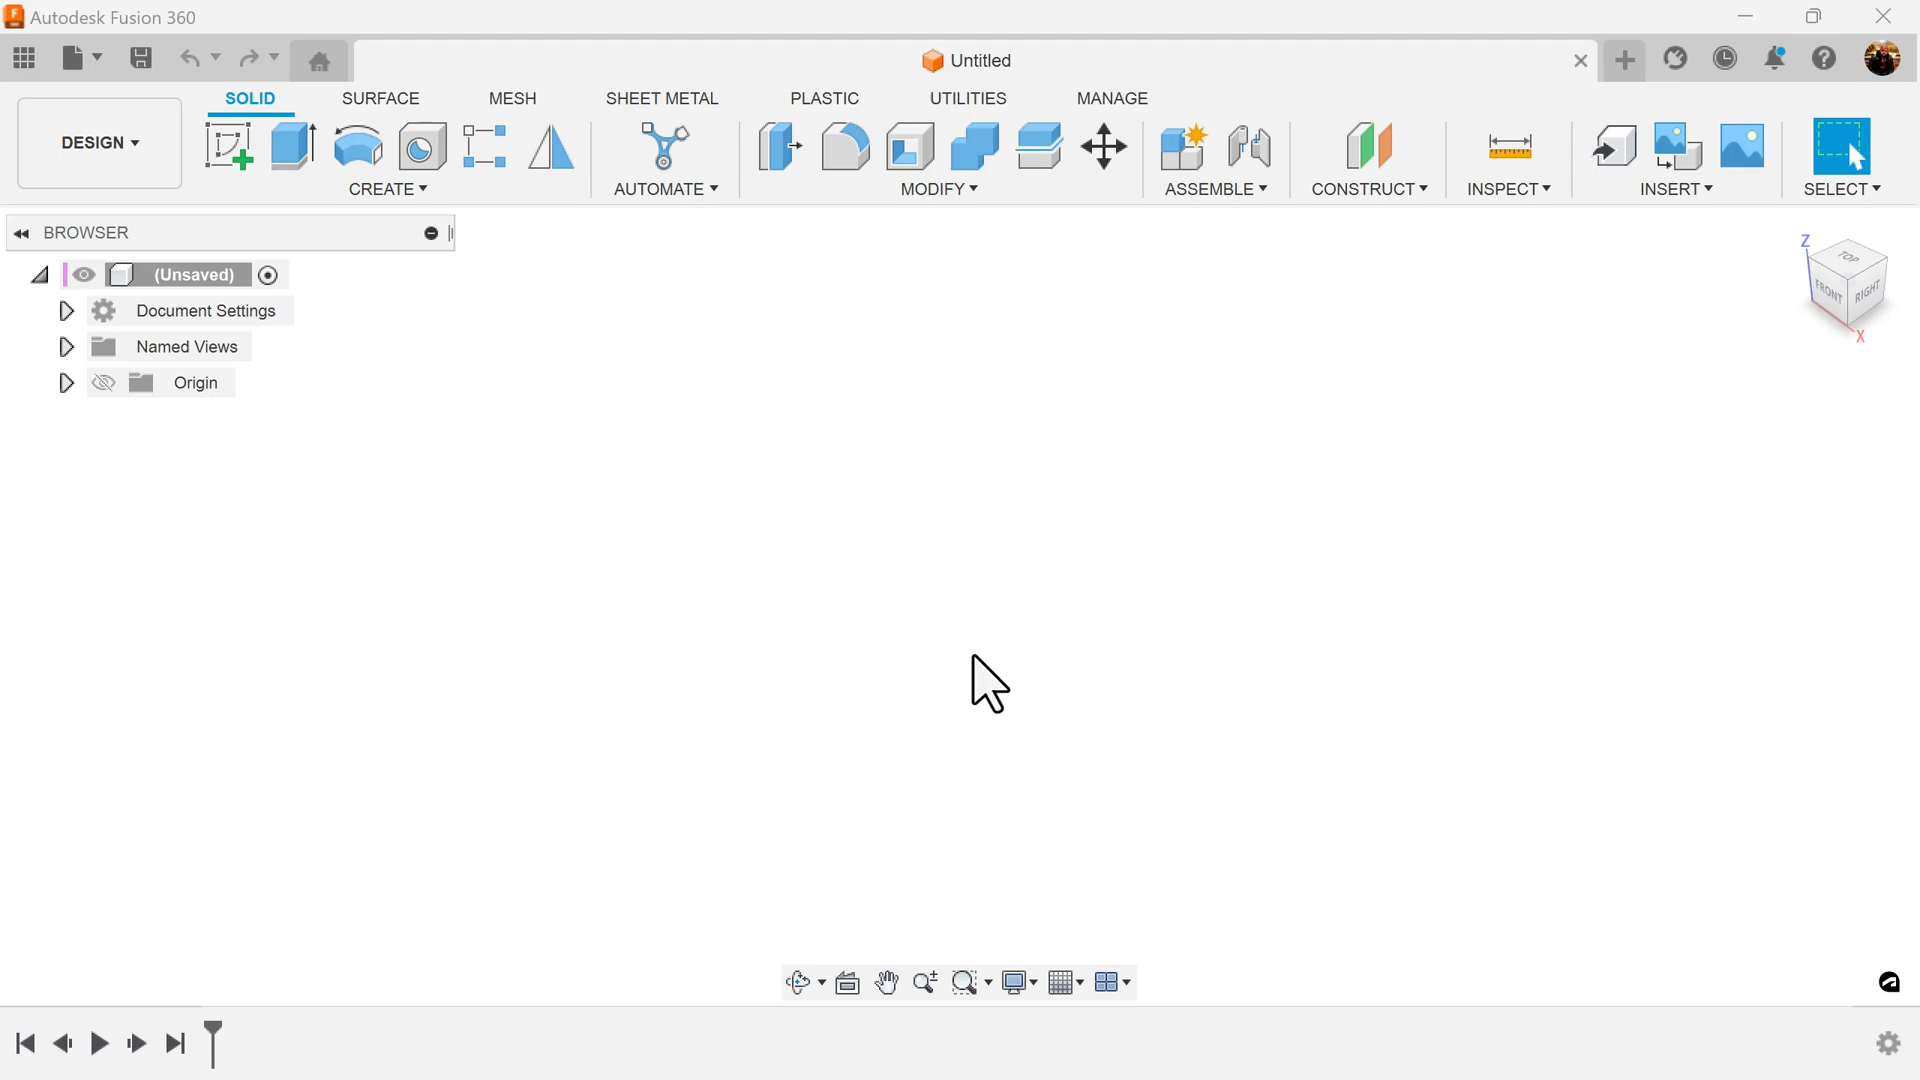 Autodesk Fusion 360
Untitled
SOLID SURFACE MESH SHEET METAL PLASTIC UTILITIES MANAGE
DESIGN
CREATE AUTOMATE MODIFY ASSEMBLE CONSTRUCT INSPECT INSERT SELECT
BROWSER
(Unsaved)
Document Settings
Named Views
Origin
Z
TOP
FRONT RIGHT
X